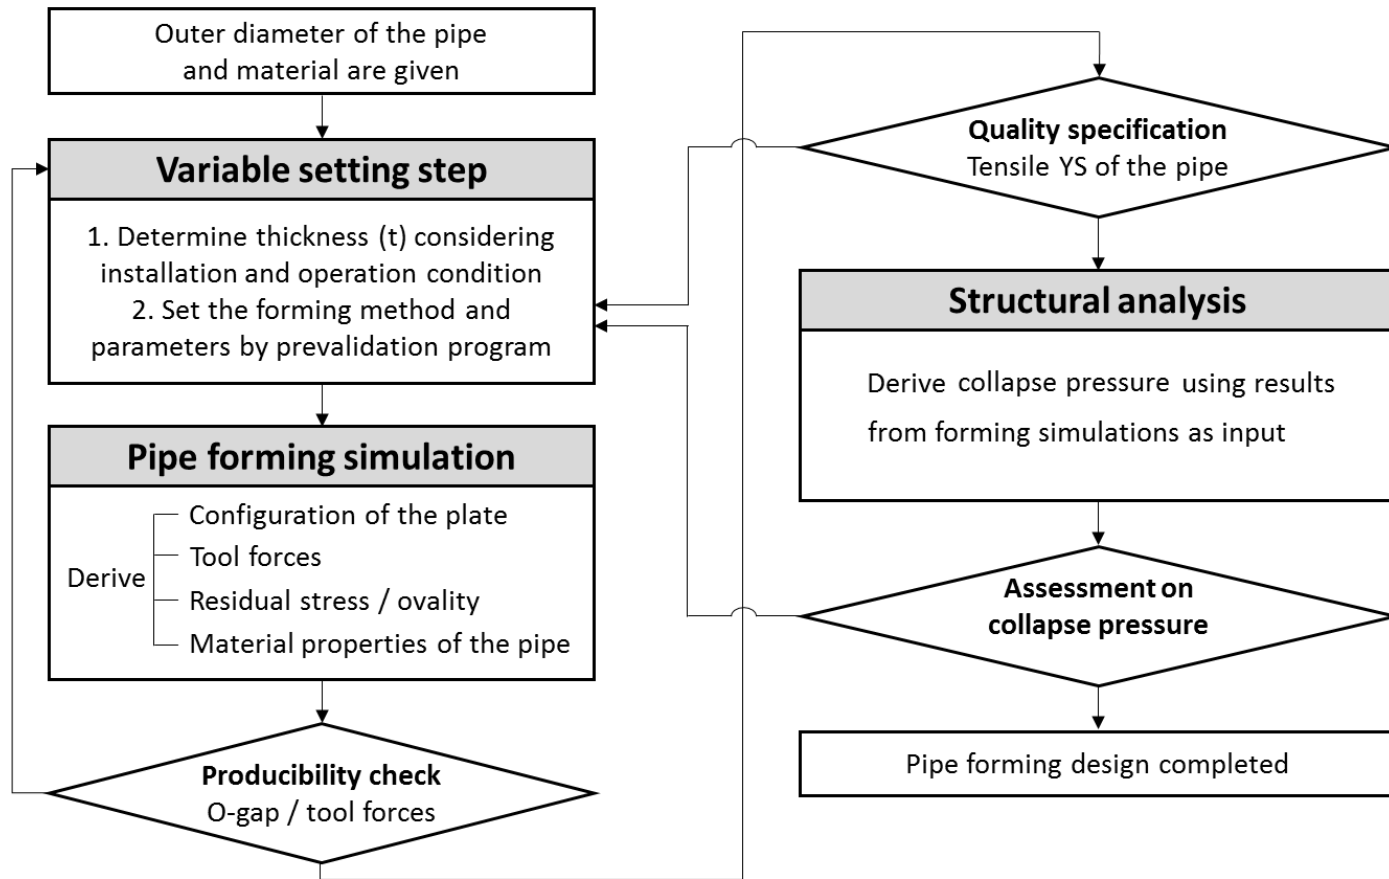 Outer diameter of the pipe
and material are given
Variable setting step
1. Determine thickness (t) considering
installation and operation condition
2. Set the forming method and
parameters by prevalidation program
Pipe forming simulation
Derive
Configuration of the plate
Tool forces
Residual stress / ovality
Material properties of the pipe
Producibility check
O-gap / tool forces
Quality specification
Tensile YS of the pipe
Structural analysis
Derive collapse pressure using results
from forming simulations as input
Assessment on
collapse pressure
Pipe forming design completed